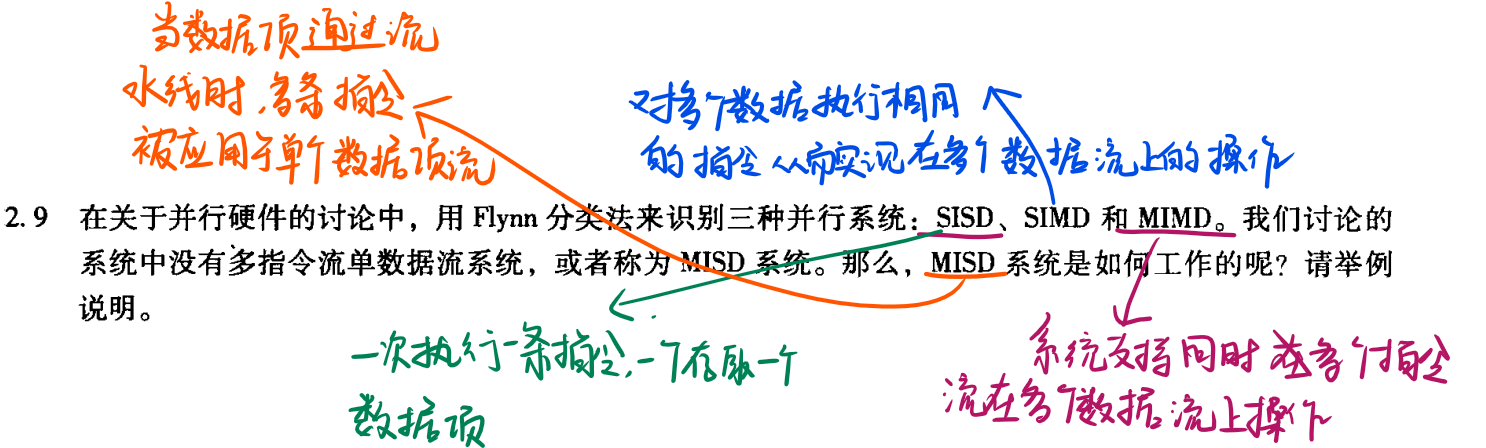 当数据项通过流
水线时，多条指令
被应用于单个数据项流
对多个数据执行相同
的指令从而实现在多个数据流上的操作
2.9 在关于并行硬件的讨论中，用 Flynn 分类法来识别三种并行系统：SISD、SIMD 和 MIMD。我们讨论的
系统中没有多指令流单数据流系统，或者称为 MISD 系统。那么，MISD 系统是如何工作的呢？请举例
说明。
一次执行一条指令，一个存取一个
数据项
系统支持同时在多个指令
流在多个数据流上操作